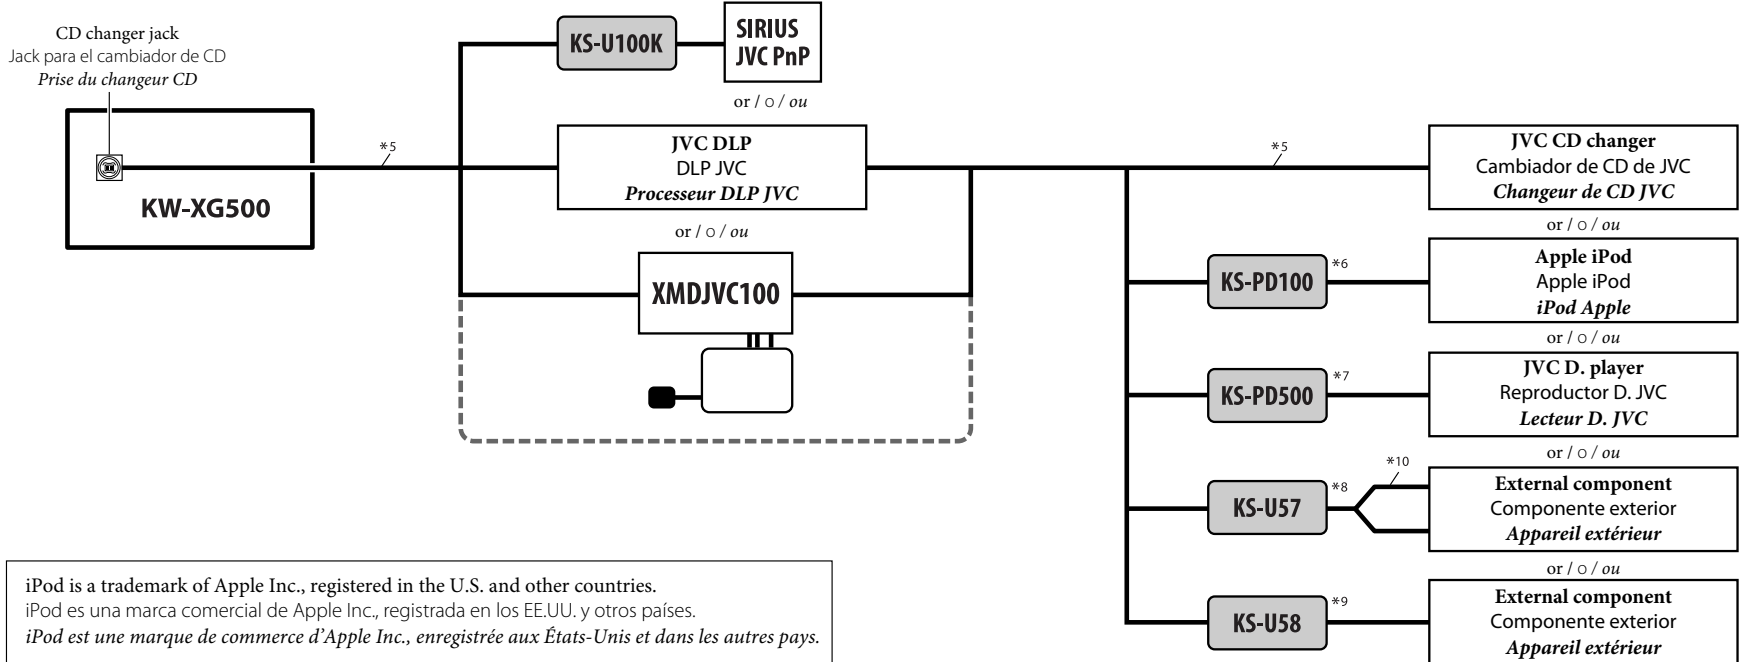 CD changer jack
Jack para el cambiador de CD
Prise du changeur CD
KW-XG500
*5
KS-U100K
SIRIUS
JVC PnP
or / o / ou
JVC DLP
DLP JVC
Processeur DLP JVC
or / o / ou
XMDJVC100
*5
JVC CD changer
Cambiador de CD de JVC
Changeur de CD JVC
or / o / ou
KS-PD100
*6
Apple iPod
Apple iPod
iPod Apple
or / o / ou
KS-PD500
*7
JVC D. player
Reproductor D. JVC
Lecteur D. JVC
or / o / ou
KS-U57
*8
*10
External component
Componente exterior
Appareil extérieur
or / o / ou
KS-U58
*9
External component
Componente exterior
Appareil extérieur
iPod is a trademark of Apple Inc., registered in the U.S. and other countries.
iPod es una marca comercial de Apple Inc., registrada en los EE.UU. y otros países.
iPod est une marque de commerce d'Apple Inc., enregistrée aux États-Unis et dans les autres pays.